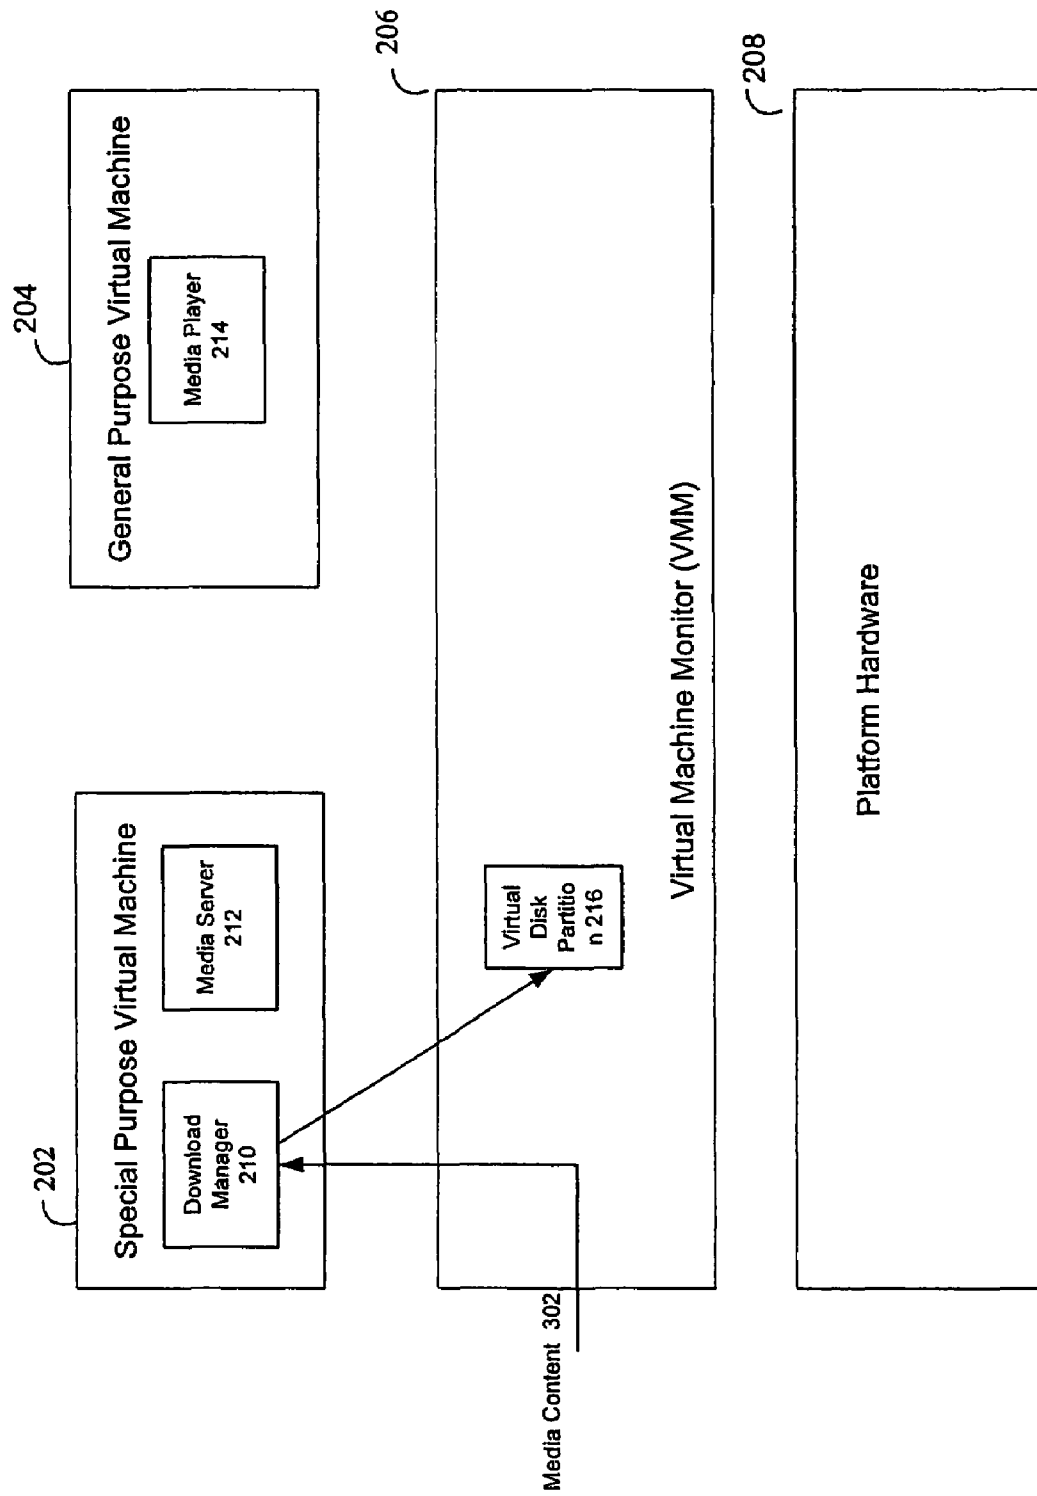 202
204
Special Purpose Virtual Machine
Download
Manager
210
Media Server
212
General Purpose Virtual Machine
Media Player
214
206
Virtual
Disk
Partitio
n 216
Media Content 302
Virtual Machine Monitor (VMM)
208
Platform Hardware